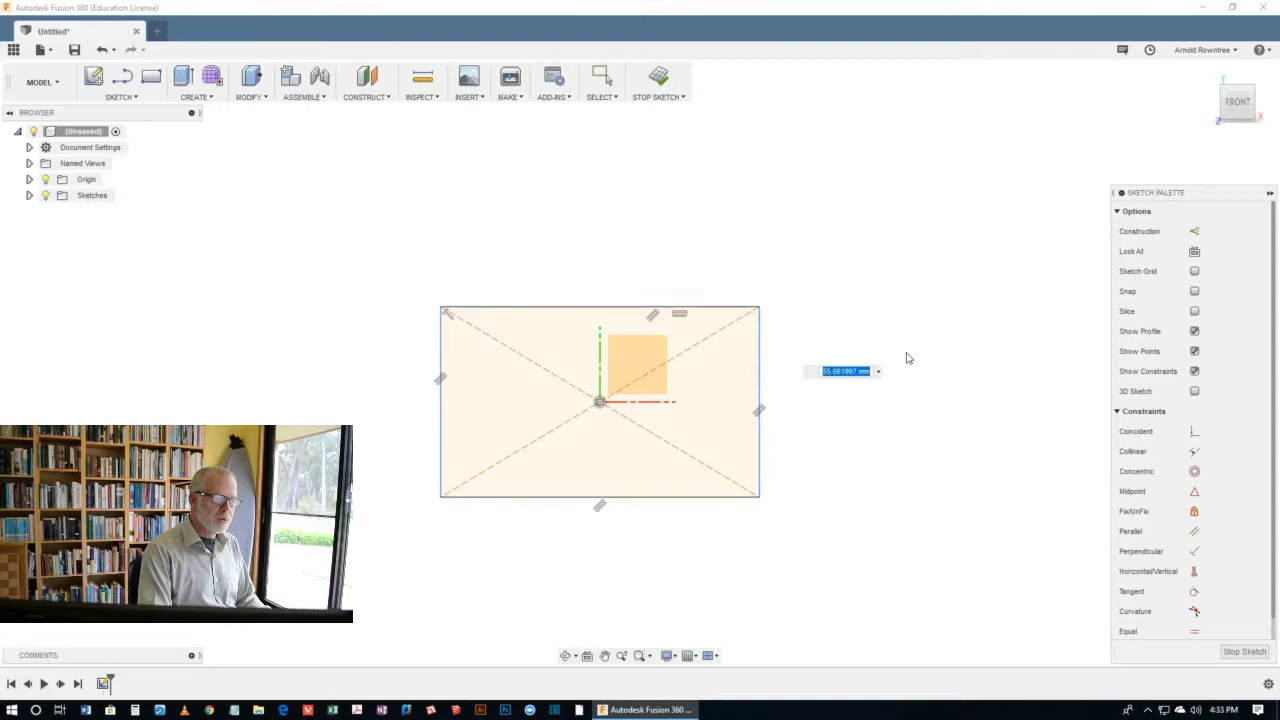 Autodesk Fusion 360 (Education License)
Untitled*
Arnold Rowntree
MODEL
SKETCH
CREATE
MODIFY
ASSEMBLE
CONSTRUCT
INSPECT
INSERT
MAKE
ADD-INS
SELECT
STOP SKETCH
BROWSER
(Unsaved)
Document Settings
Named Views
Origin
Sketches
Y
FRONT
X
Z
SKETCH PALETTE
Options
Construction
Look At
Sketch Grid
Snap
Slice
Show Profile
Show Points
Show Constraints
3D Sketch
Constraints
Coincident
Collinear
Concentric
Midpoint
Fix/UnFix
Parallel
Perpendicular
Horizontal/Vertical
Tangent
Curvature
Equal
Stop Sketch
55.661997 mm
COMMENTS
Autodesk Fusion 360 ...
4:33 PM